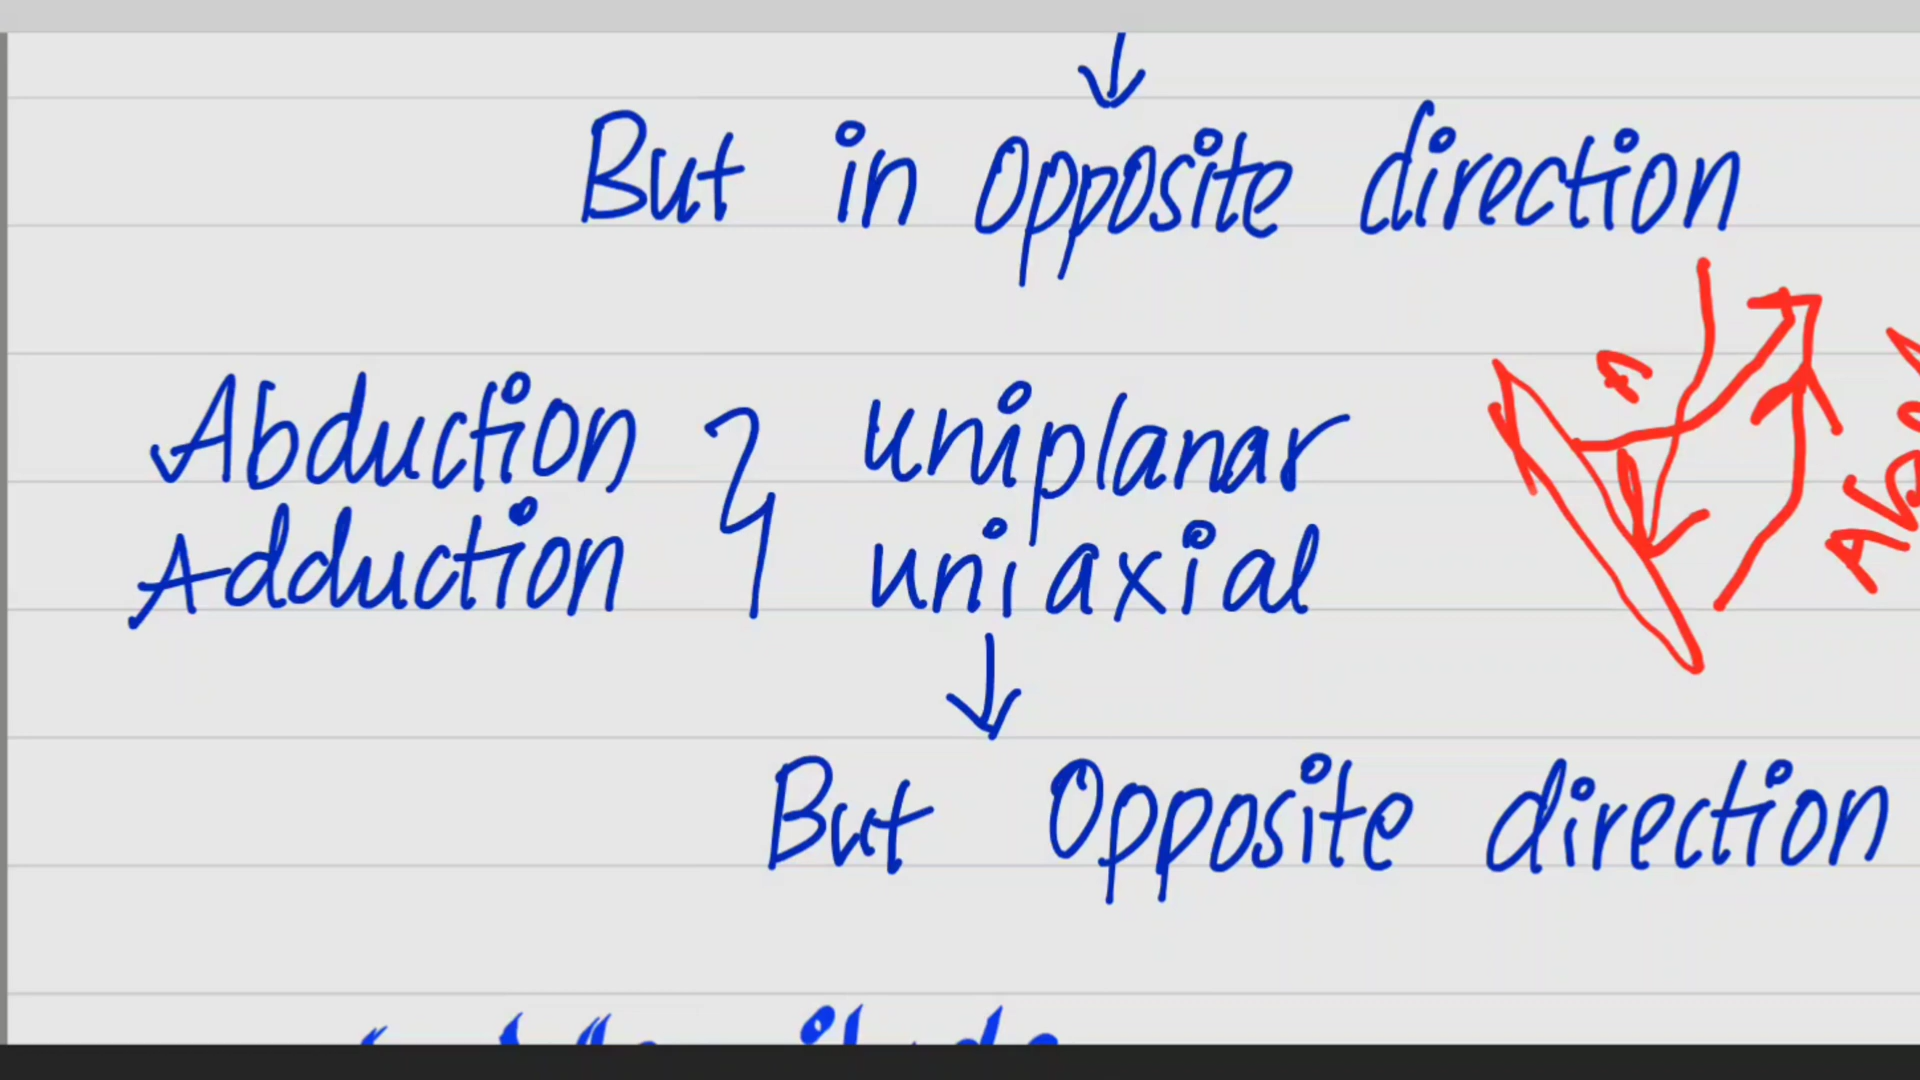 But in opposite direction
Abduction } uniplanar
Adduction uniaxial
But Opposite direction